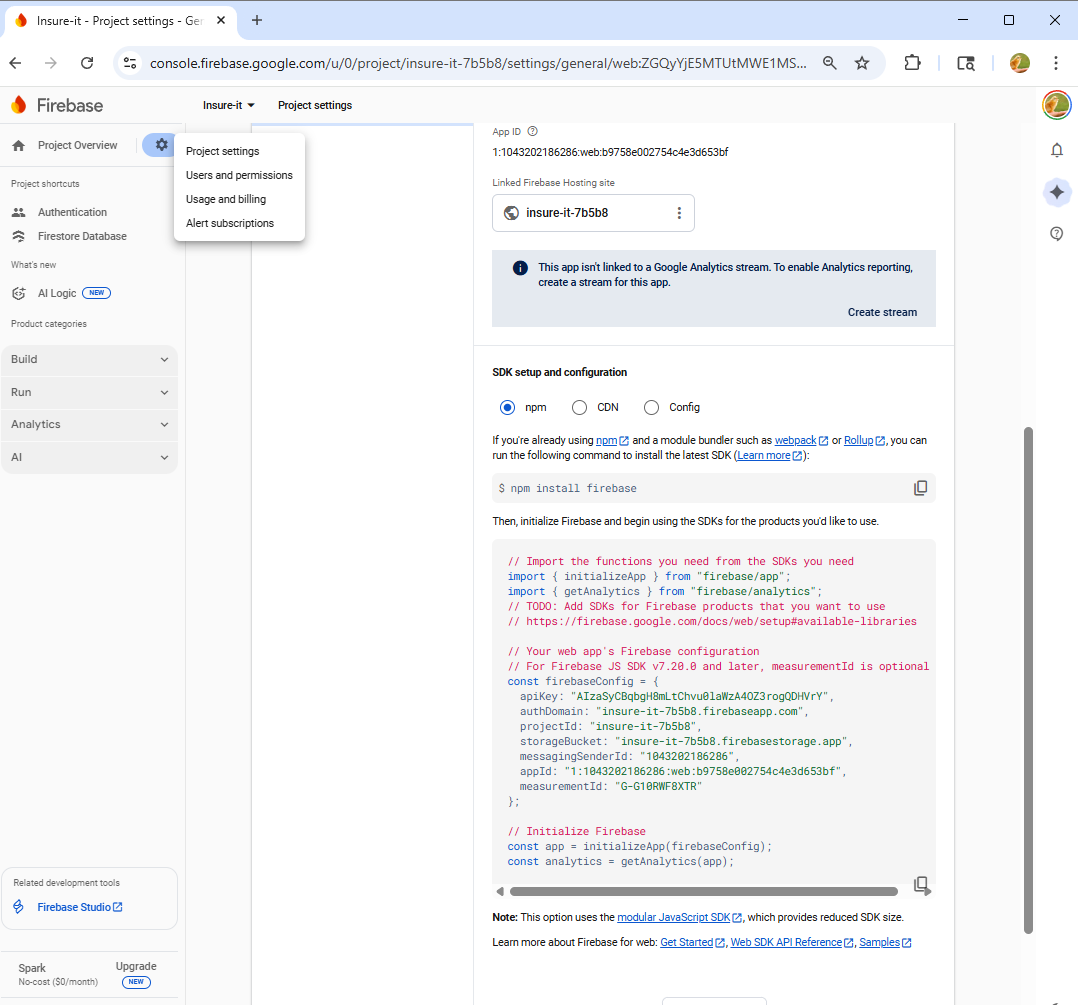 Insure-it - Project settings - Ge
console.firebase.google.com/u/0/project/insure-it-7b5b8/settings/general/web:ZGQyYjE5MTUtMWE1MS...
Firebase
Insure-it
Project settings
Project Overview
Project settings
Users and permissions
Usage and billing
Alert subscriptions
Project shortcuts
Authentication
Firestore Database
What's new
AI Logic NEW
Product categories
Build
Run
Analytics
AI
Related development tools
Firebase Studio
Spark
No-cost ($0/month)
Upgrade
NEW
App ID
1:1043202186286:web:b9758e002754c4e3d653bf
Linked Firebase Hosting site
insure-it-7b5b8
This app isn't linked to a Google Analytics stream. To enable Analytics reporting,
create a stream for this app.
Create stream
SDK setup and configuration
npm CDN Config
If you're already using npm and a module bundler such as webpack or Rollup, you can
run the following command to install the latest SDK (Learn more):
$ npm install firebase
Then, initialize Firebase and begin using the SDKs for the products you'd like to use.
// Import the functions you need from the SDKs you need
import { initializeApp } from "firebase/app";
import { getAnalytics } from "firebase/analytics";
// TODO: Add SDKs for Firebase products that you want to use
// https://firebase.google.com/docs/web/setup#available-libraries
// Your web app's Firebase configuration
// For Firebase JS SDK v7.20.0 and later, measurementId is optional
const firebaseConfig = {
apiKey: "AIzaSyCBqbgH8mLtChvu0laWzA4OZ3rogQDHVrY",
authDomain: "insure-it-7b5b8.firebaseapp.com",
projectId: "insure-it-7b5b8",
storageBucket: "insure-it-7b5b8.firebasestorage.app",
messagingSenderId: "1043202186286",
appId: "1:1043202186286:web:b9758e002754c4e3d653bf",
measurementId: "G-G10RWF8XTR"
};
// Initialize Firebase
const app = initializeApp(firebaseConfig);
const analytics = getAnalytics(app);
Note: This option uses the modular JavaScript SDK, which provides reduced SDK size.
Learn more about Firebase for web: Get Started, Web SDK API Reference, Samples